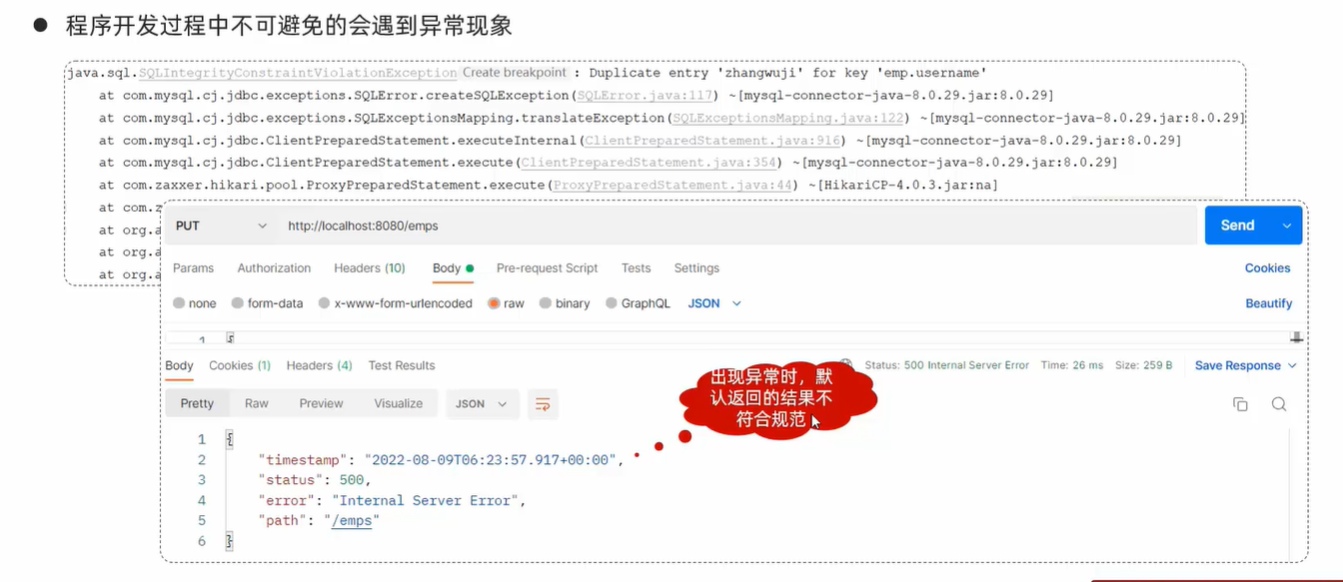 ● 程序开发过程中不可避免的会遇到异常现象
java.sql.SQLIntegrityConstraintViolationException Create breakpoint : Duplicate entry 'zhangwuji' for key 'emp.username'
at com.mysql.cj.jdbc.exceptions.SQLError.createSQLException(SQLError.java:117) ~[mysql-connector-java-8.0.29.jar:8.0.29]
at com.mysql.cj.jdbc.exceptions.SQLExceptionsMapping.translateException(SQLExceptionsMapping.java:122) ~[mysql-connector-java-8.0.29.jar:8.0.29]
at com.mysql.cj.jdbc.ClientPreparedStatement.executeInternal(ClientPreparedStatement.java:916) ~[mysql-connector-java-8.0.29.jar:8.0.29]
at com.mysql.cj.jdbc.ClientPreparedStatement.execute(ClientPreparedStatement.java:354) ~[mysql-connector-java-8.0.29.jar:8.0.29]
at com.zaxxer.hikari.pool.ProxyPreparedStatement.execute(ProxyPreparedStatement.java:44) ~[HikariCP-4.0.3.jar:na]
at com.z
at org.a
at org.a
at org.a
PUT http://localhost:8080/emps Send
Params Authorization Headers (10) Body Pre-request Script Tests Settings Cookies
none form-data x-www-form-urlencoded raw binary GraphQL JSON Beautify
1 {
Body Cookies (1) Headers (4) Test Results Status: 500 Internal Server Error Time: 26 ms Size: 259 B Save Response
出现异常时，默
认返回的结果不
符合规范
Pretty Raw Preview Visualize JSON
1 {
2 "timestamp": "2022-08-09T06:23:57.917+00:00",
3 "status": 500,
4 "error": "Internal Server Error",
5 "path": "/emps"
6 }